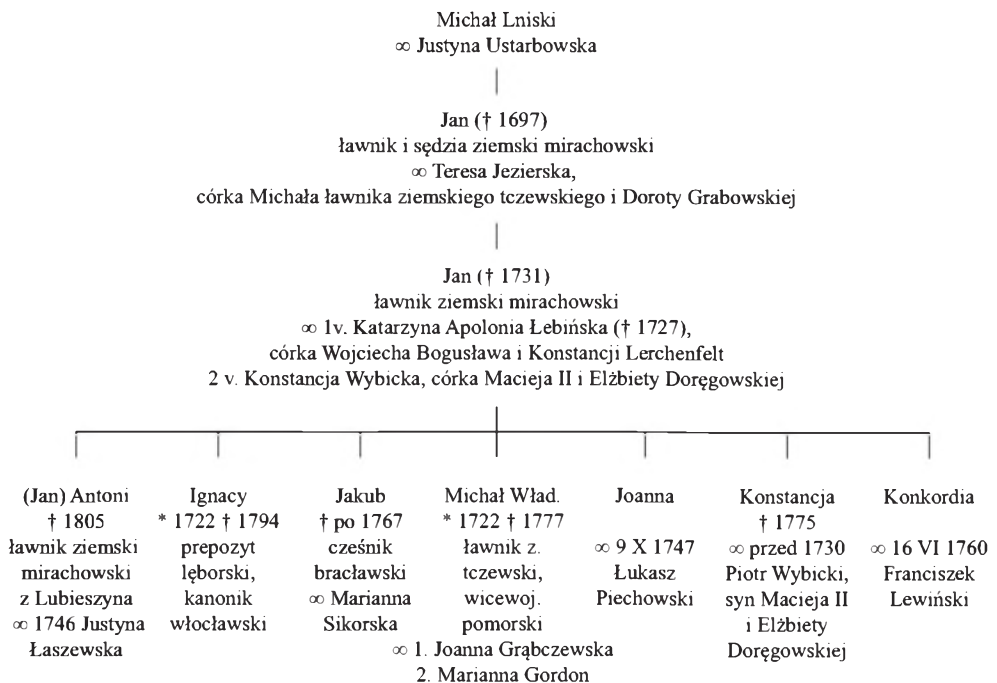 Michał Lniski
∞ Justyna Ustarbowska
Jan († 1697)
ławnik i sędzia ziemski mirachowski
∞ Teresa Jezierska,
córka Michała ławnika ziemskiego tczewskiego i Doroty Grabowskiej
Jan († 1731)
ławnik ziemski mirachowski
∞ 1v. Katarzyna Apolonia Łebińska († 1727),
córka Wojciecha Bogusława i Konstancji Lerchenfelt
2 v. Konstancja Wybicka, córka Macieja II i Elżbiety Doręgowskiej
(Jan) Antoni
† 1805
ławnik ziemski
mirachowski
z Lubieszyna
∞ 1746 Justyna
Łaszewska
Ignacy
* 1722 † 1794
prepozyt
lęborski,
kanonik
włocławski
Jakub
† po 1767
cześnik
bracławski
∞ Marianna
Sikorska
Michał Wład.
* 1722 † 1777
ławnik z.
tczewski,
wicewoj.
pomorski
∞ 1. Joanna Grąbczewska
2. Marianna Gordon
Joanna
∞ 9 X 1747
Łukasz
Piechowski
Konstancja
† 1775
∞ przed 1730
Piotr Wybicki,
syn Macieja II
i Elżbiety
Doręgowskiej
Konkordia
∞ 16 VI 1760
Franciszek
Lewiński